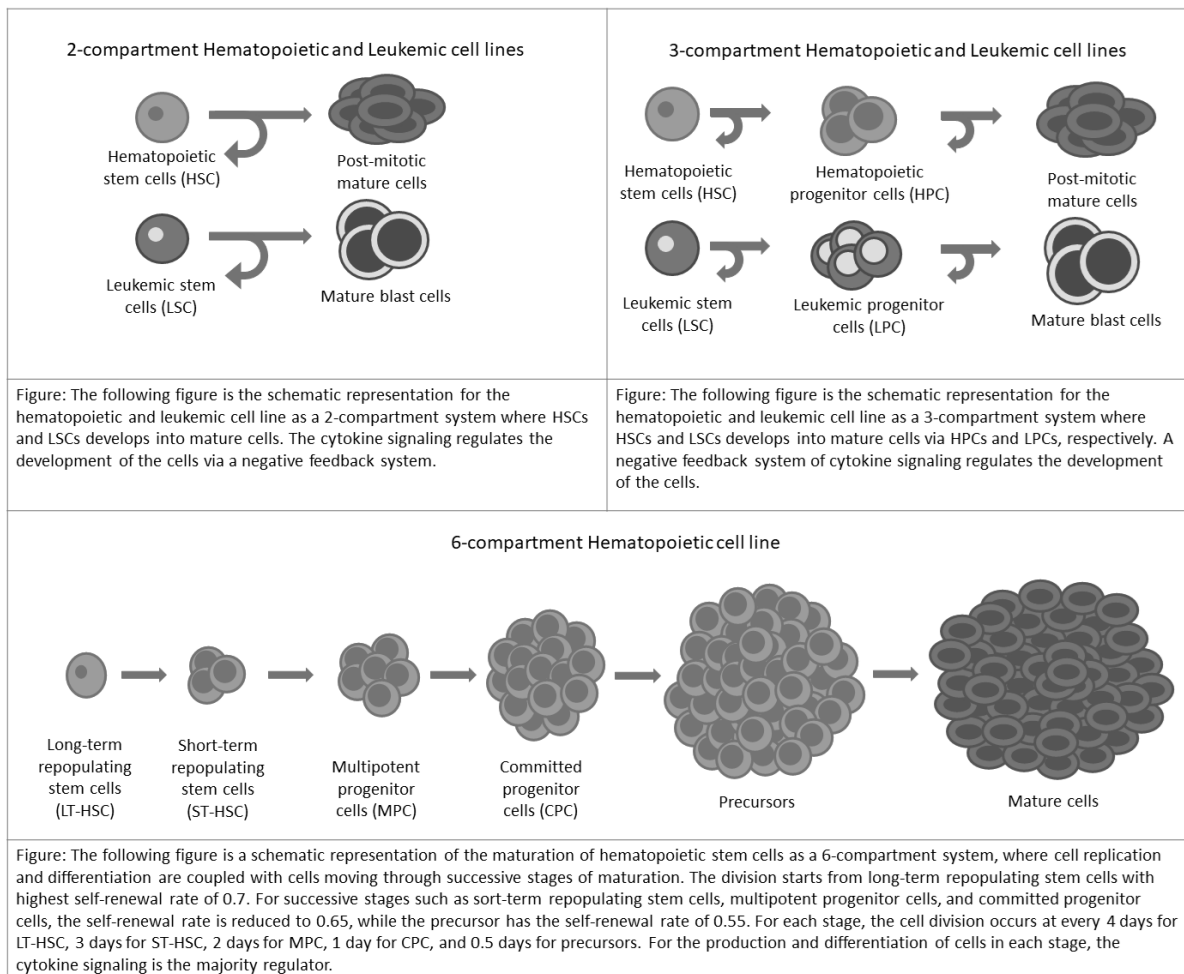 2-compartment Hematopoietic and Leukemic cell lines
Hematopoietic
stem cells (HSC)
Post-mitotic
mature cells
Leukemic stem
cells (LSC)
Mature blast cells
3-compartment Hematopoietic and Leukemic cell lines
Hematopoietic
stem cells (HSC)
Hematopoietic
progenitor cells (HPC)
Post-mitotic
mature cells
Leukemic stem
cells (LSC)
Leukemic progenitor
cells (LPC)
Mature blast cells
Figure: The following figure is the schematic representation for the
hematopoietic and leukemic cell line as a 2-compartment system where HSCs
and LSCs develops into mature cells. The cytokine signaling regulates the
development of the cells via a negative feedback system.
Figure: The following figure is the schematic representation for the
hematopoietic and leukemic cell line as a 3-compartment system where
HSCs and LSCs develops into mature cells via HPCs and LPCs, respectively. A
negative feedback system of cytokine signaling regulates the development
of the cells.
6-compartment Hematopoietic cell line
Long-term
repopulating
stem cells
(LT-HSC)
Short-term
repopulating
stem cells
(ST-HSC)
Multipotent
progenitor
cells (MPC)
Committed
progenitor
cells (CPC)
Precursors
Mature cells
Figure: The following figure is a schematic representation of the maturation of hematopoietic stem cells as a 6-compartment system, where cell replication
and differentiation are coupled with cells moving through successive stages of maturation. The division starts from long-term repopulating stem cells with
highest self-renewal rate of 0.7. For successive stages such as sort-term repopulating stem cells, multipotent progenitor cells, and committed progenitor
cells, the self-renewal rate is reduced to 0.65, while the precursor has the self-renewal rate of 0.55. For each stage, the cell division occurs at every 4 days for
LT-HSC, 3 days for ST-HSC, 2 days for MPC, 1 day for CPC, and 0.5 days for precursors. For the production and differentiation of cells in each stage, the
cytokine signaling is the majority regulator.